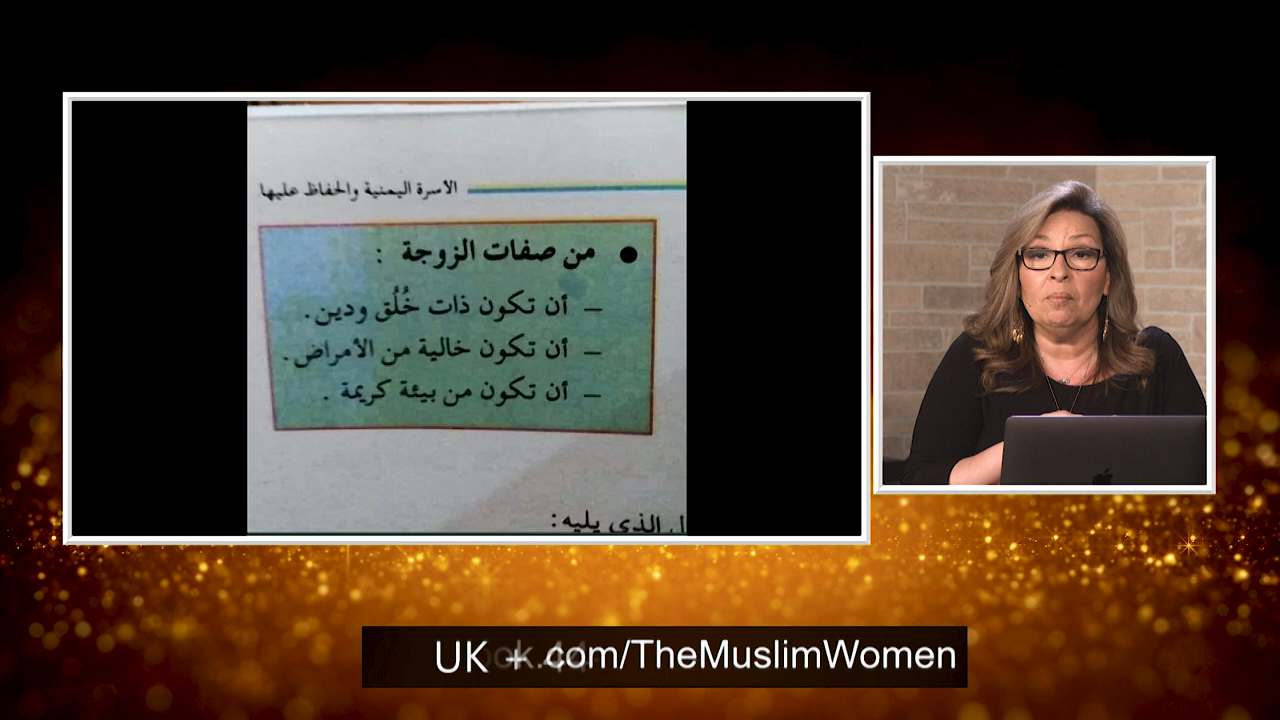 الأسرة اليمنية والحفاظ عليها
● من صفات الزوجة :
– أن تكون ذات خُلُق ودين.
– أن تكون خالية من الأمراض.
– أن تكون من بيئة كريمة .
الذي يليه:
UK + .com/TheMuslimWomen